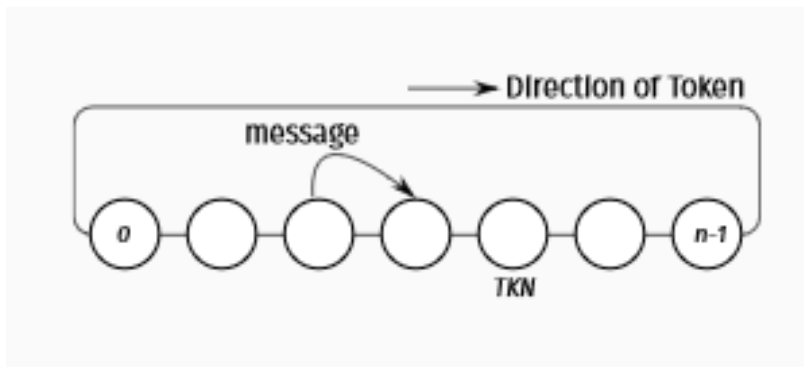 Direction of Token
message
0
n-1
TKN